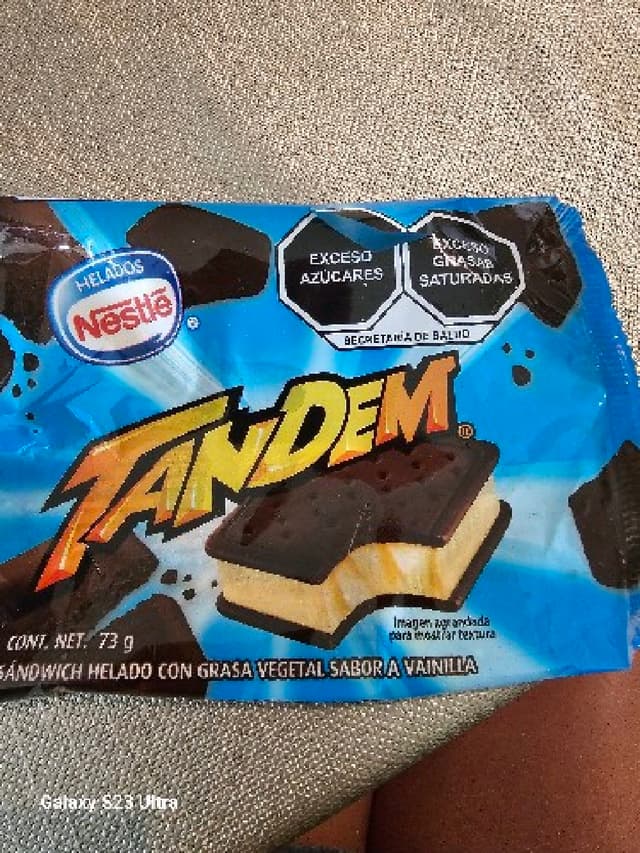 HELADOS
Nestlé
®
EXCESO
AZÚCARES
EXCESO
GRASAS
SATURADAS
SECRETARÍA DE SALUD
TANDEM
Imagen agrandada
para mostrar textura
CONT. NET. 73 g
SÁNDWICH HELADO CON GRASA VEGETAL SABOR A VAINILLA
Galaxy S23 Ultra